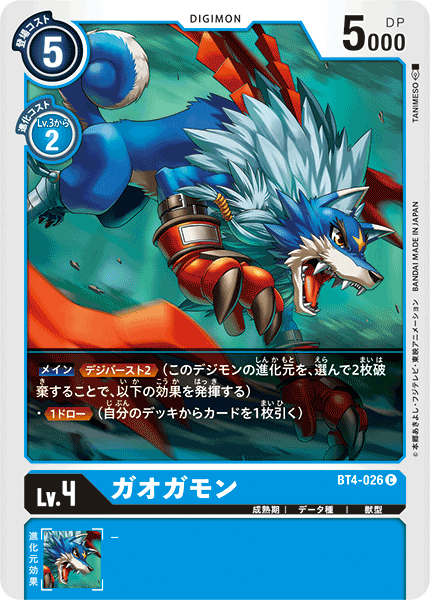 登場コスト
5
DIGIMON
DP
5000
進化コスト
Lv.3から
2
TANIMESO
©本郷あきよし・フジテレビ・東映アニメーション BANDAI MADE IN JAPAN
メイン デジバースト2 (このデジモンの進化元を、選んで2枚破
棄することで、以下の効果を発揮する)
・1ドロー (自分のデッキからカードを1枚引く)
BT4-026 C
Lv.4 ガオガモン
成熟期 | データ種 | 獣型
進化元効果
－